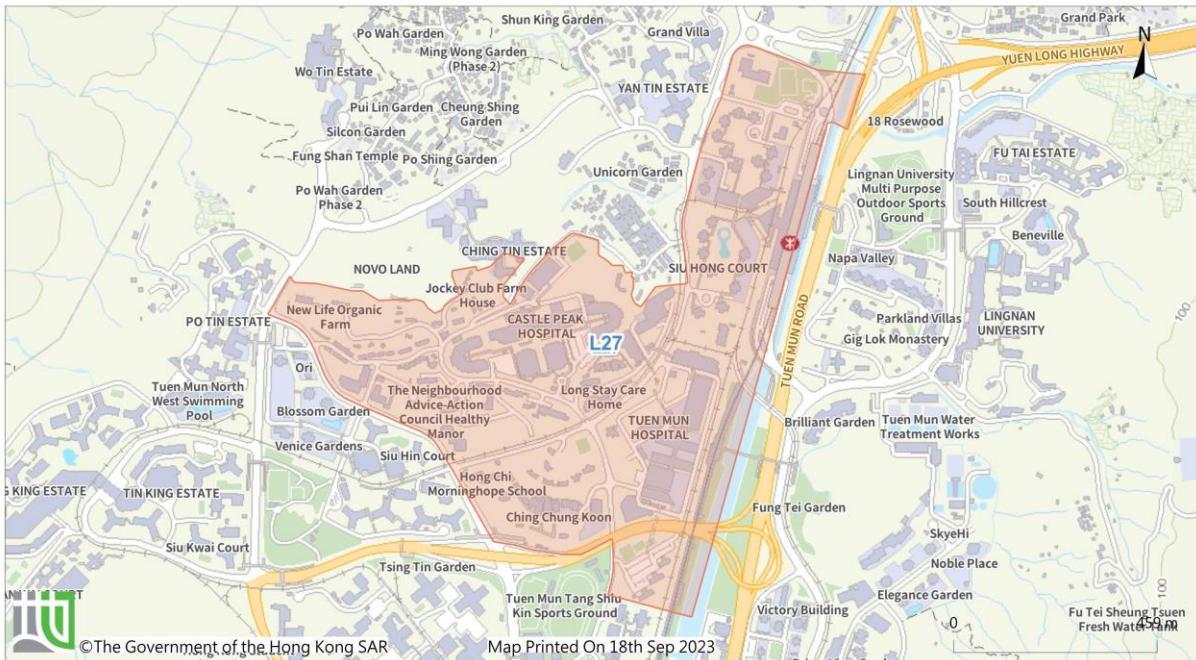 Shun King Garden
Grand Park
Po Wah Garden
Grand Villa
N
Ming Wong Garden
(Phase 2)
YUEN LONG HIGHWAY
Wo Tin Estate
YAN TIN ESTATE
Pui Lin Garden
Cheung Shing
Garden
18 Rosewood
Silcon Garden
FU TAI ESTATE
Fung Shan Temple
Po Shing Garden
Unicorn Garden
Lingnan University
Multi Purpose
Outdoor Sports
Ground
Po Wah Garden
Phase 2
South Hillcrest
Beneville
CHING TIN ESTATE
NOVO LAND
SIU HONG COURT
Napa Valley
Jockey Club Farm
House
New Life Organic
Farm
PO TIN ESTATE
CASTLE PEAK
HOSPITAL
Parkland Villas
LINGNAN
UNIVERSITY
L27
TUEN MUN ROAD
Gig Lok Monastery
100
Ori
Tuen Mun North
West Swimming
Pool
The Neighbourhood
Advice-Action
Council Healthy
Manor
Long Stay Care
Home
Blossom Garden
TUEN MUN
HOSPITAL
Brilliant Garden
Tuen Mun Water
Treatment Works
Venice Gardens
Siu Hin Court
Hong Chi
Morninghope School
G KING ESTATE
TIN KING ESTATE
Ching Chung Koon
Fung Tei Garden
SkyeHi
Siu Kwai Court
Noble Place
Tsing Tin Garden
100
Elegance Garden
Tuen Mun Tang Shiu
Kin Sports Ground
Victory Building
Fu Tei Sheung Tsuen
Fresh Water Tank
0
459 m
©The Government of the Hong Kong SAR
Map Printed On 18th Sep 2023